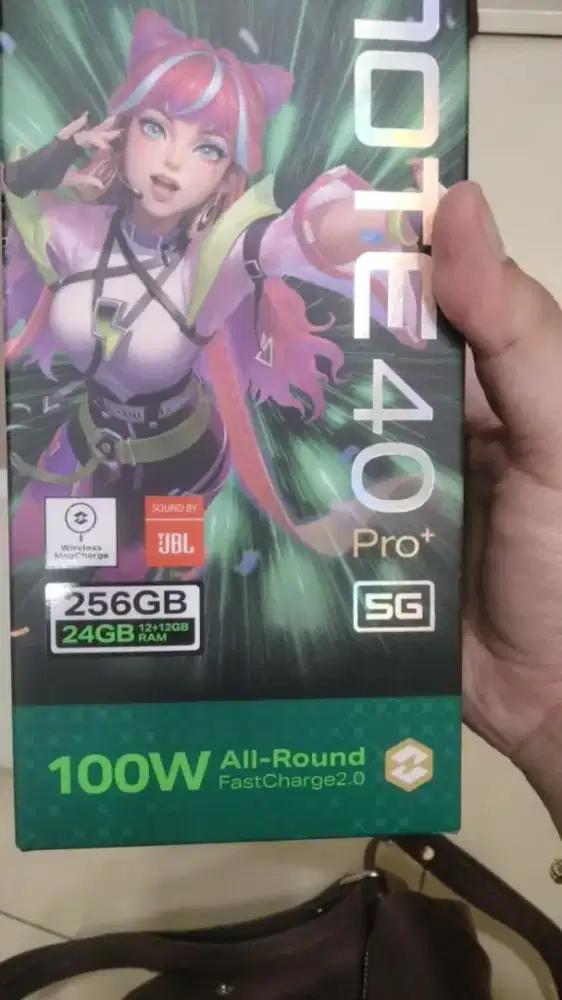 NOTE 40
Pro+
5G
Wireless
MagCharge
SOUND BY
JBL
256GB
24GB 12+12GB
RAM
100W All-Round
FastCharge2.0